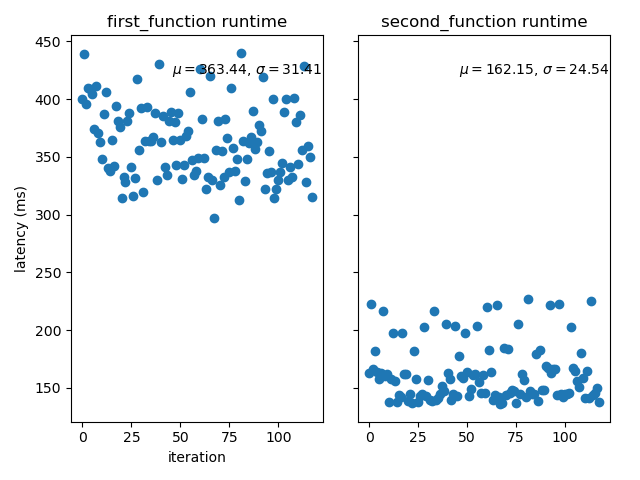 first_function runtime
second_function runtime
μ = 363.44, σ = 31.41
μ = 162.15, σ = 24.54
450
400
350
300
250
200
150
latency (ms)
0 25 50 75 100
0 25 50 75 100
iteration